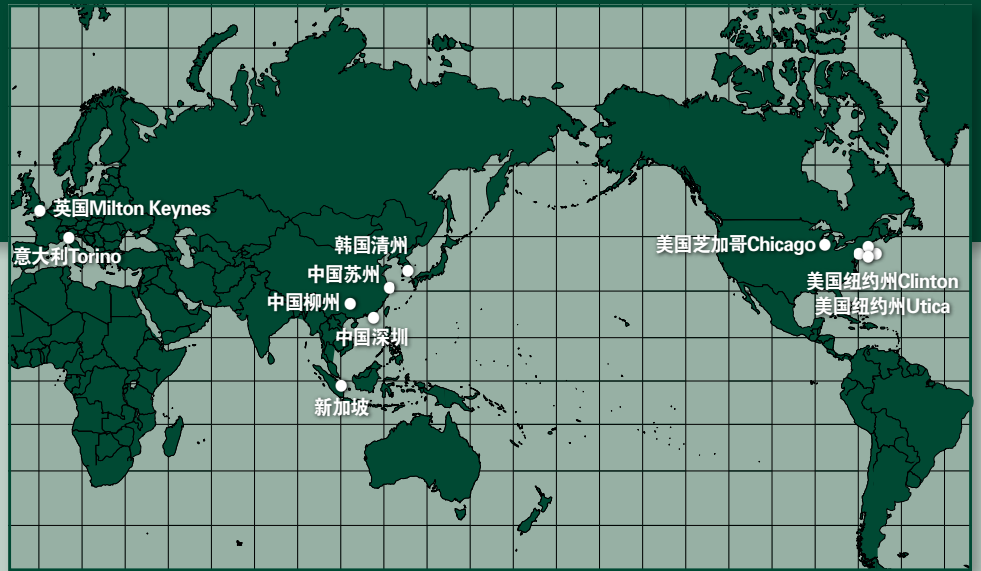 英国Milton Keynes
意大利Torino
韩国清州
中国苏州
中国柳州
中国深圳
新加坡
美国芝加哥Chicago
美国纽约州Clinton
美国纽约州Utica